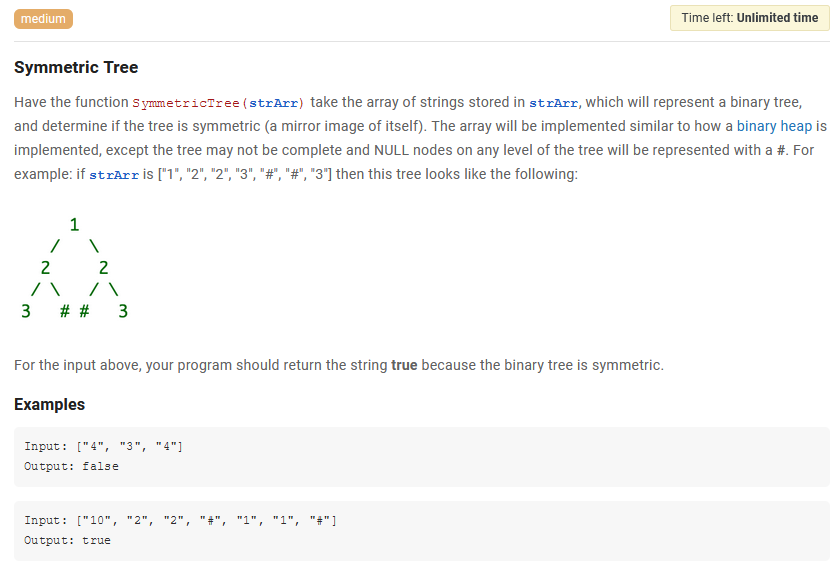 medium
Time left: Unlimited time
Symmetric Tree
Have the function SymmetricTree(strArr) take the array of strings stored in strArr, which will represent a binary tree,
and determine if the tree is symmetric (a mirror image of itself). The array will be implemented similar to how a binary heap is
implemented, except the tree may not be complete and NULL nodes on any level of the tree will be represented with a #. For
example: if strArr is ["1", "2", "2", "3", "#", "#", "3"] then this tree looks like the following:
1
/ \
2 2
/ \ / \
3 # # 3
For the input above, your program should return the string true because the binary tree is symmetric.
Examples
Input: ["4", "3", "4"]
Output: false
Input: ["10", "2", "2", "#", "1", "1", "#"]
Output: true